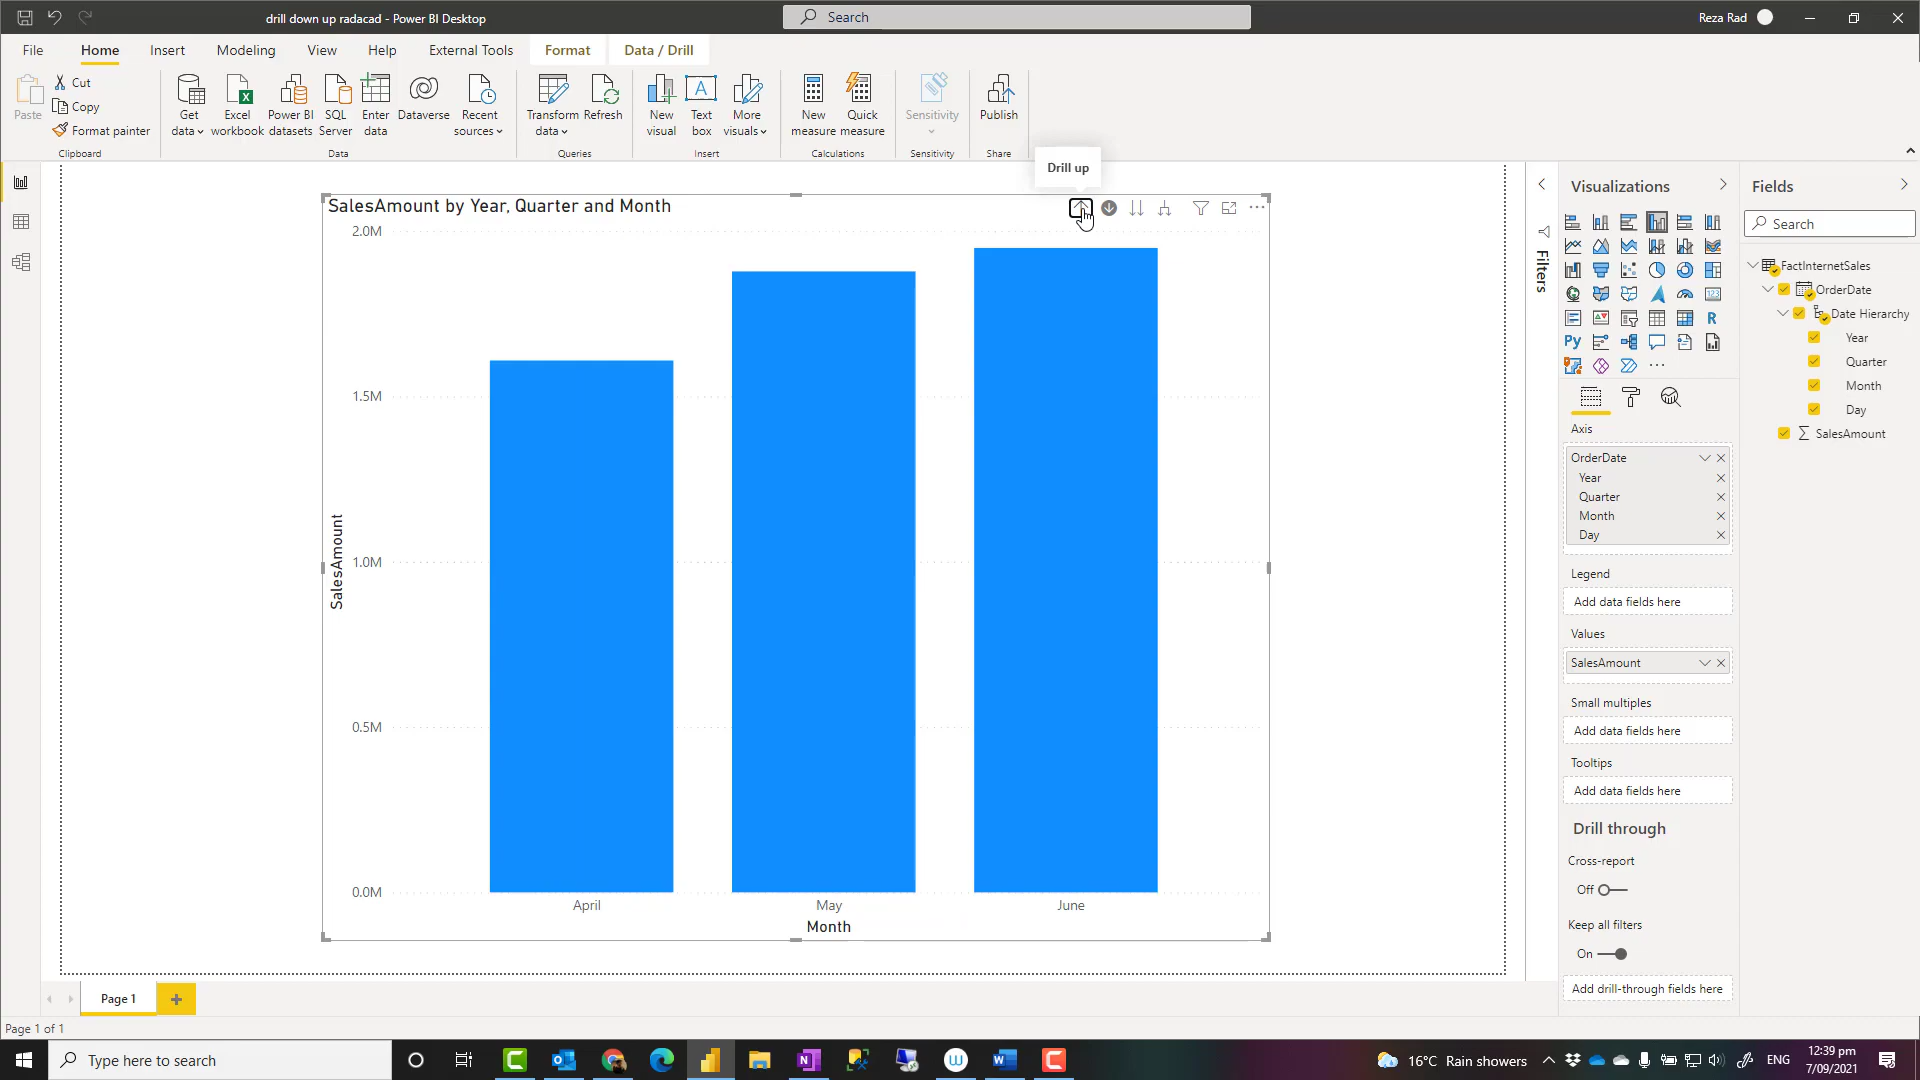 drill down up radacad - Power BI Desktop
Search
Reza Rad
File
Home
Insert
Modeling
View
Help
External Tools
Format
Data / Drill
Paste
Cut
Copy
Format painter
Clipboard
Get data
Excel workbook
Power BI datasets
SQL Server
Enter data
Dataverse
Recent sources
Data
Transform data
Refresh
Queries
New visual
Text box
More visuals
Insert
New measure
Quick measure
Calculations
Sensitivity
Sensitivity
Publish
Share
Drill up
SalesAmount by Year, Quarter and Month
2.0M
1.5M
1.0M
0.5M
0.0M
SalesAmount
April
May
June
Month
Filters
Visualizations
R
Py
123
Axis
OrderDate
Year
Quarter
Month
Day
Legend
Add data fields here
Values
SalesAmount
Small multiples
Add data fields here
Tooltips
Add data fields here
Drill through
Cross-report
Off
Keep all filters
On
Add drill-through fields here
Fields
Search
FactInternetSales
OrderDate
Date Hierarchy
Year
Quarter
Month
Day
SalesAmount
Page 1
Page 1 of 1
Type here to search
16°C Rain showers
ENG
12:39 pm
7/09/2021